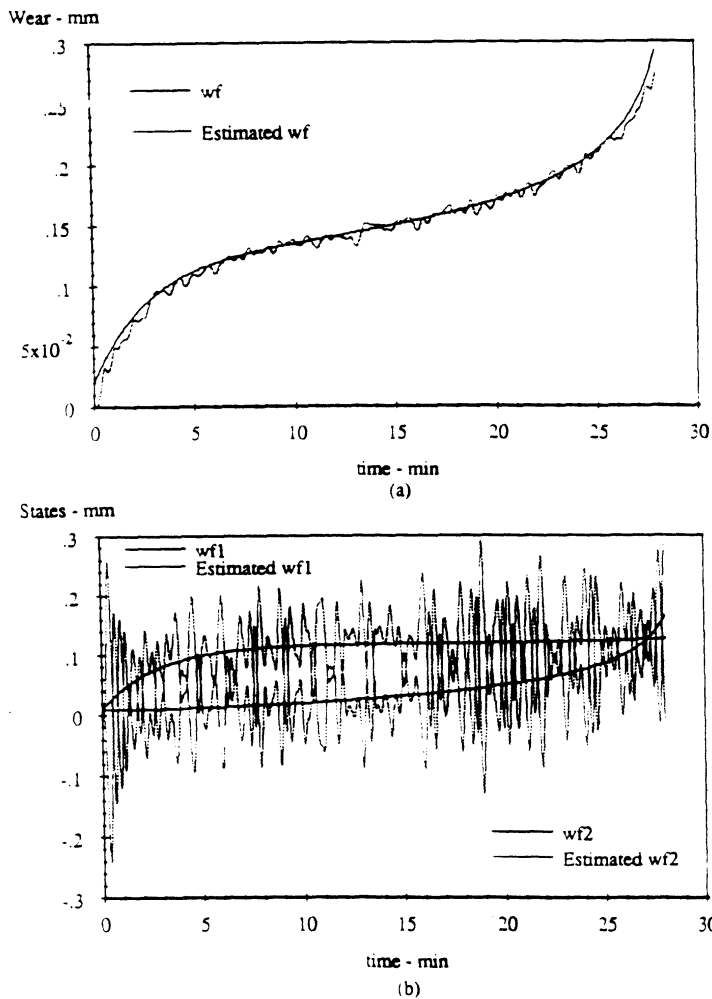 Wear - mm
.3
wf
Estimated wf
.2
.15
.1
5x10-2
0
0 5 10 15 20 25 30
time - min
(a)
States - mm
.3
wf1
Estimated wf1
.2
.1
0
-.1
wf2
-.2
Estimated wf2
-.3
0 5 10 15 20 25
time - min
(b)